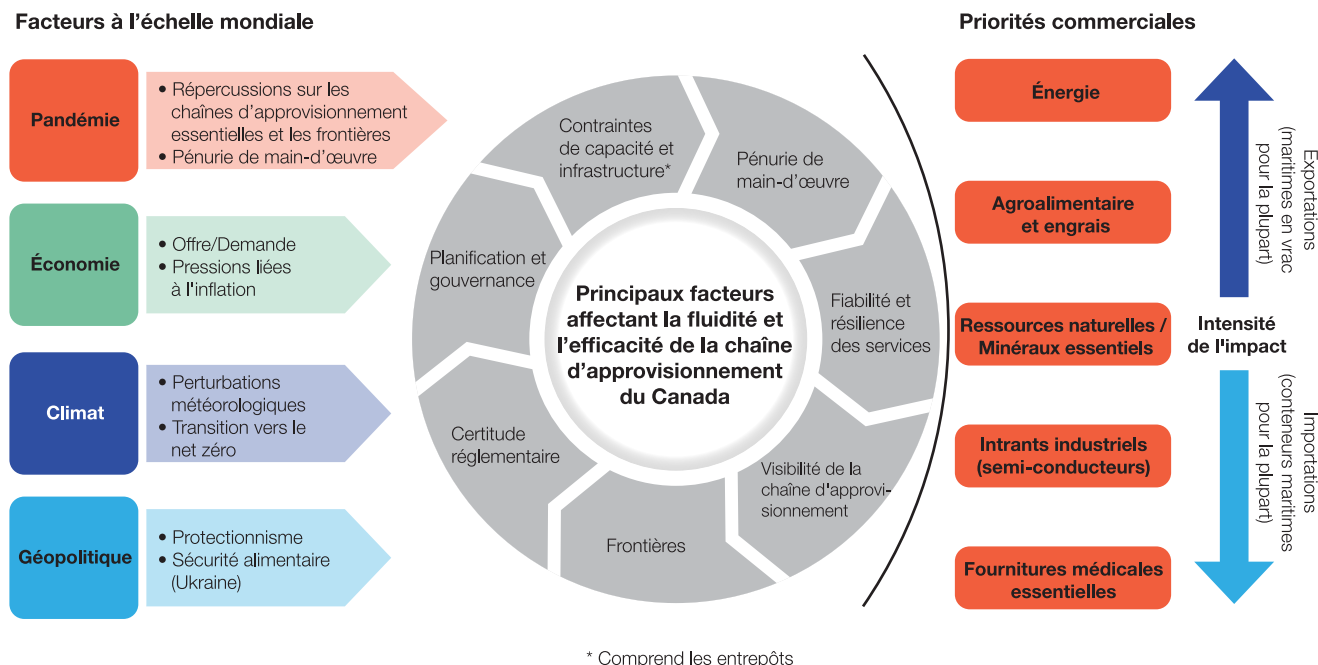 Facteurs à l'échelle mondiale
Pandémie
• Répercussions sur les
chaînes d'approvisionnement
essentielles et les frontières
• Pénurie de main-d'œuvre
Économie
• Offre/Demande
• Pressions liées
à l'inflation
Climat
• Perturbations
météorologiques
• Transition vers le
net zéro
Géopolitique
• Protectionnisme
• Sécurité alimentaire
(Ukraine)
Principaux facteurs
affectant la fluidité et
l'efficacité de la chaîne
d'approvisionnement
du Canada
Contraintes
de capacité et
infrastructure*
Pénurie de
main-d'œuvre
Fiabilité et
résilience
des services
Visibilité de la
chaîne d'approvi-
sionnement
Frontières
Certitude
réglementaire
Planification et
gouvernance
Priorités commerciales
Énergie
Agroalimentaire
et engrais
Ressources naturelles /
Minéraux essentiels
Intrants industriels
(semi-conducteurs)
Fournitures médicales
essentielles
Exportations
(maritimes en vrac
pour la plupart)
Intensité
de l'impact
Importations
(conteneurs maritimes
pour la plupart)
* Comprend les entrepôts